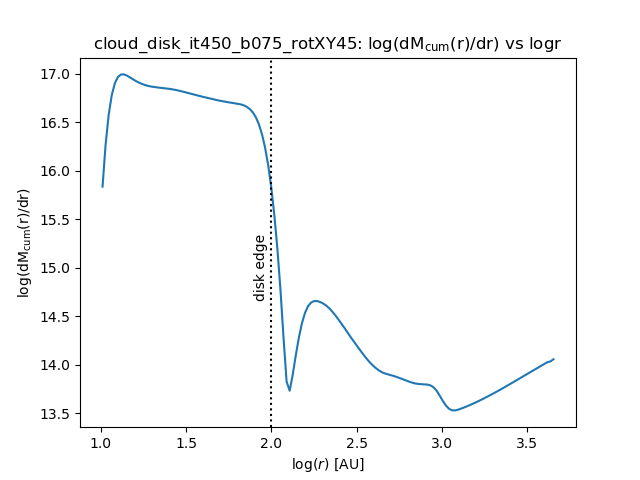 cloud_disk_it450_b075_rotXY45: log(dM_cum(r)/dr) vs logr
17.0
16.5
16.0
15.5
15.0
14.5
14.0
13.5
log(dM_cum(r)/dr)
disk edge
1.0 1.5 2.0 2.5 3.0 3.5
log(r) [AU]